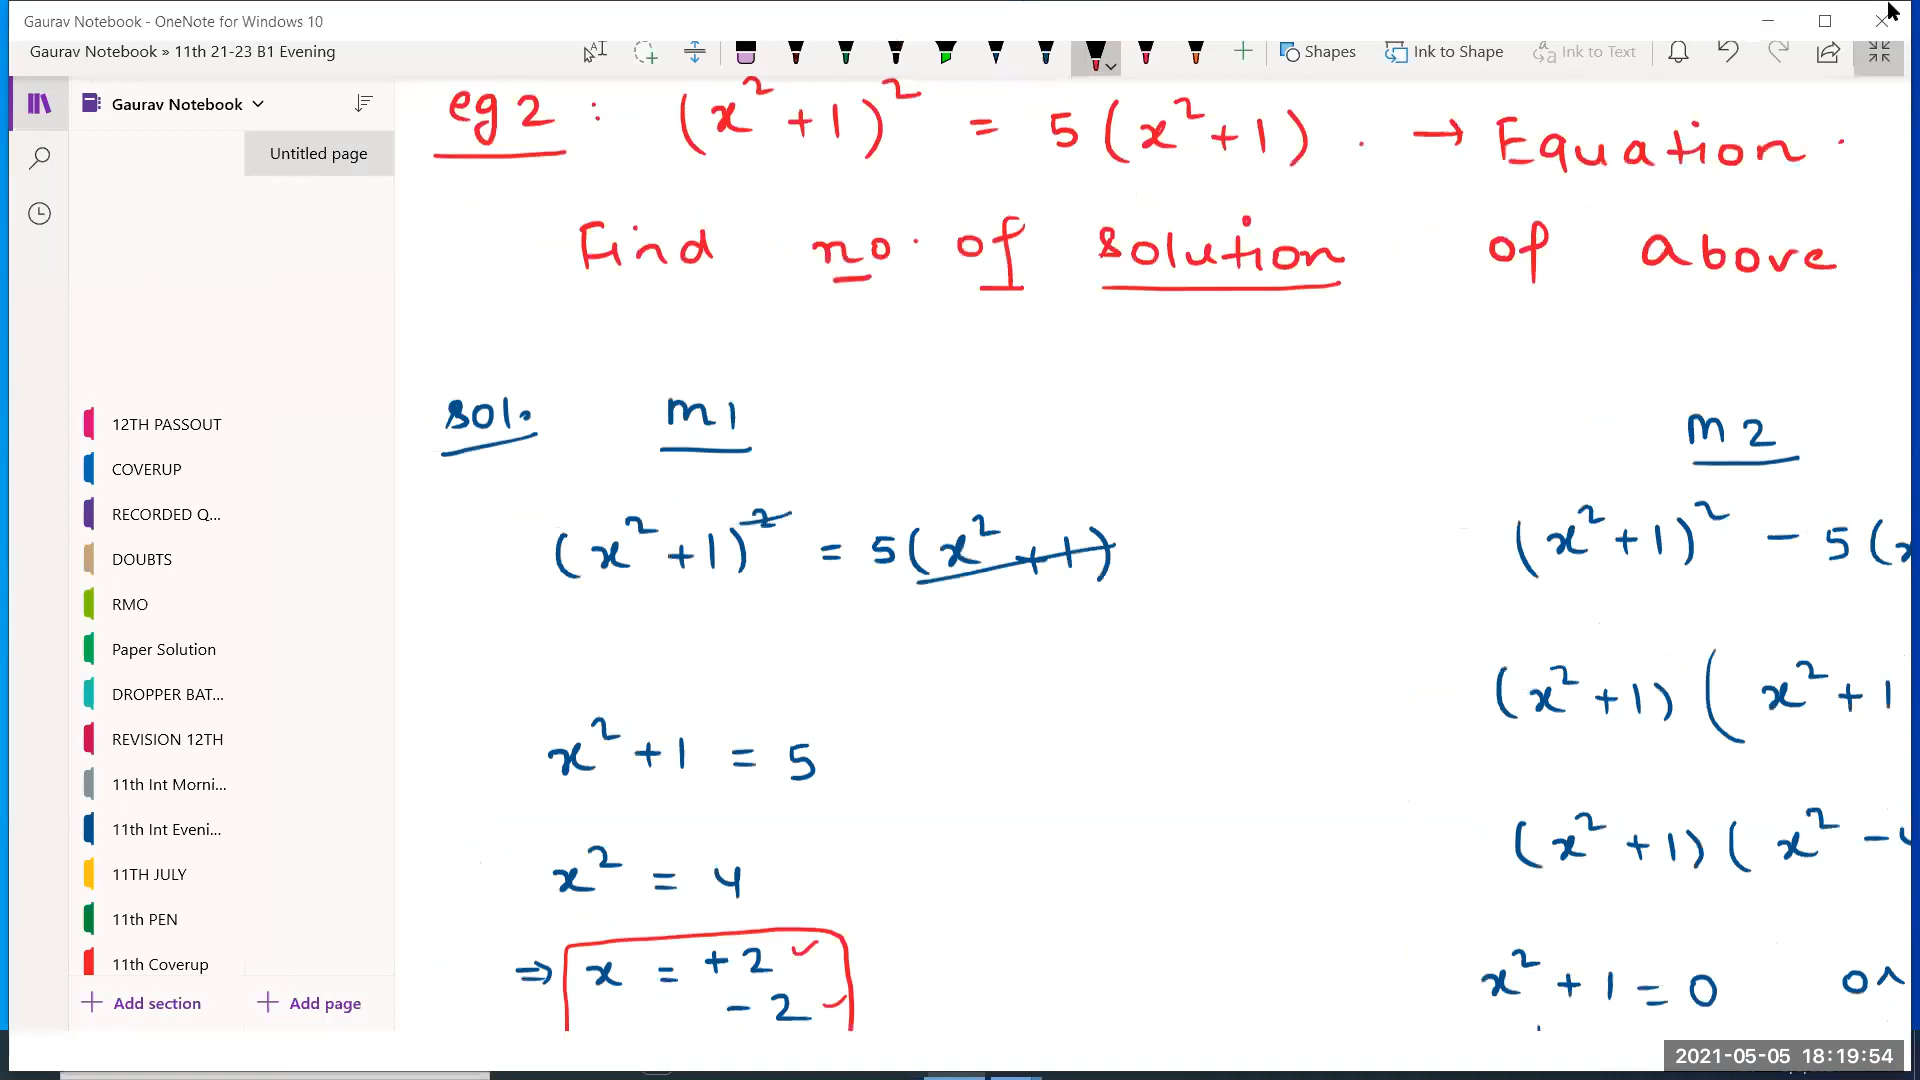 Gaurav Notebook - OneNote for Windows 10
Gaurav Notebook » 11th 21-23 B1 Evening
Shapes
Ink to Shape
Ink to Text
Gaurav Notebook
Untitled page
12TH PASSOUT
COVERUP
RECORDED Q...
DOUBTS
RMO
Paper Solution
DROPPER BAT...
REVISION 12TH
11th Int Morni...
11th Int Eveni...
11TH JULY
11th PEN
11th Coverup
Add section
Add page
eg 2 : (x²+1)² = 5(x²+1). → Equation.
Find no. of solution of above
sol. m1
(x²+1)² = 5(x²+1)
x²+1 = 5
x² = 4
⇒ x = +2 ✓
-2 ✓
m2
(x²+1)² - 5(x
(x²+1)(x²+1
(x²+1)(x²-4
x²+1=0 or
2021-05-05 18:19:54